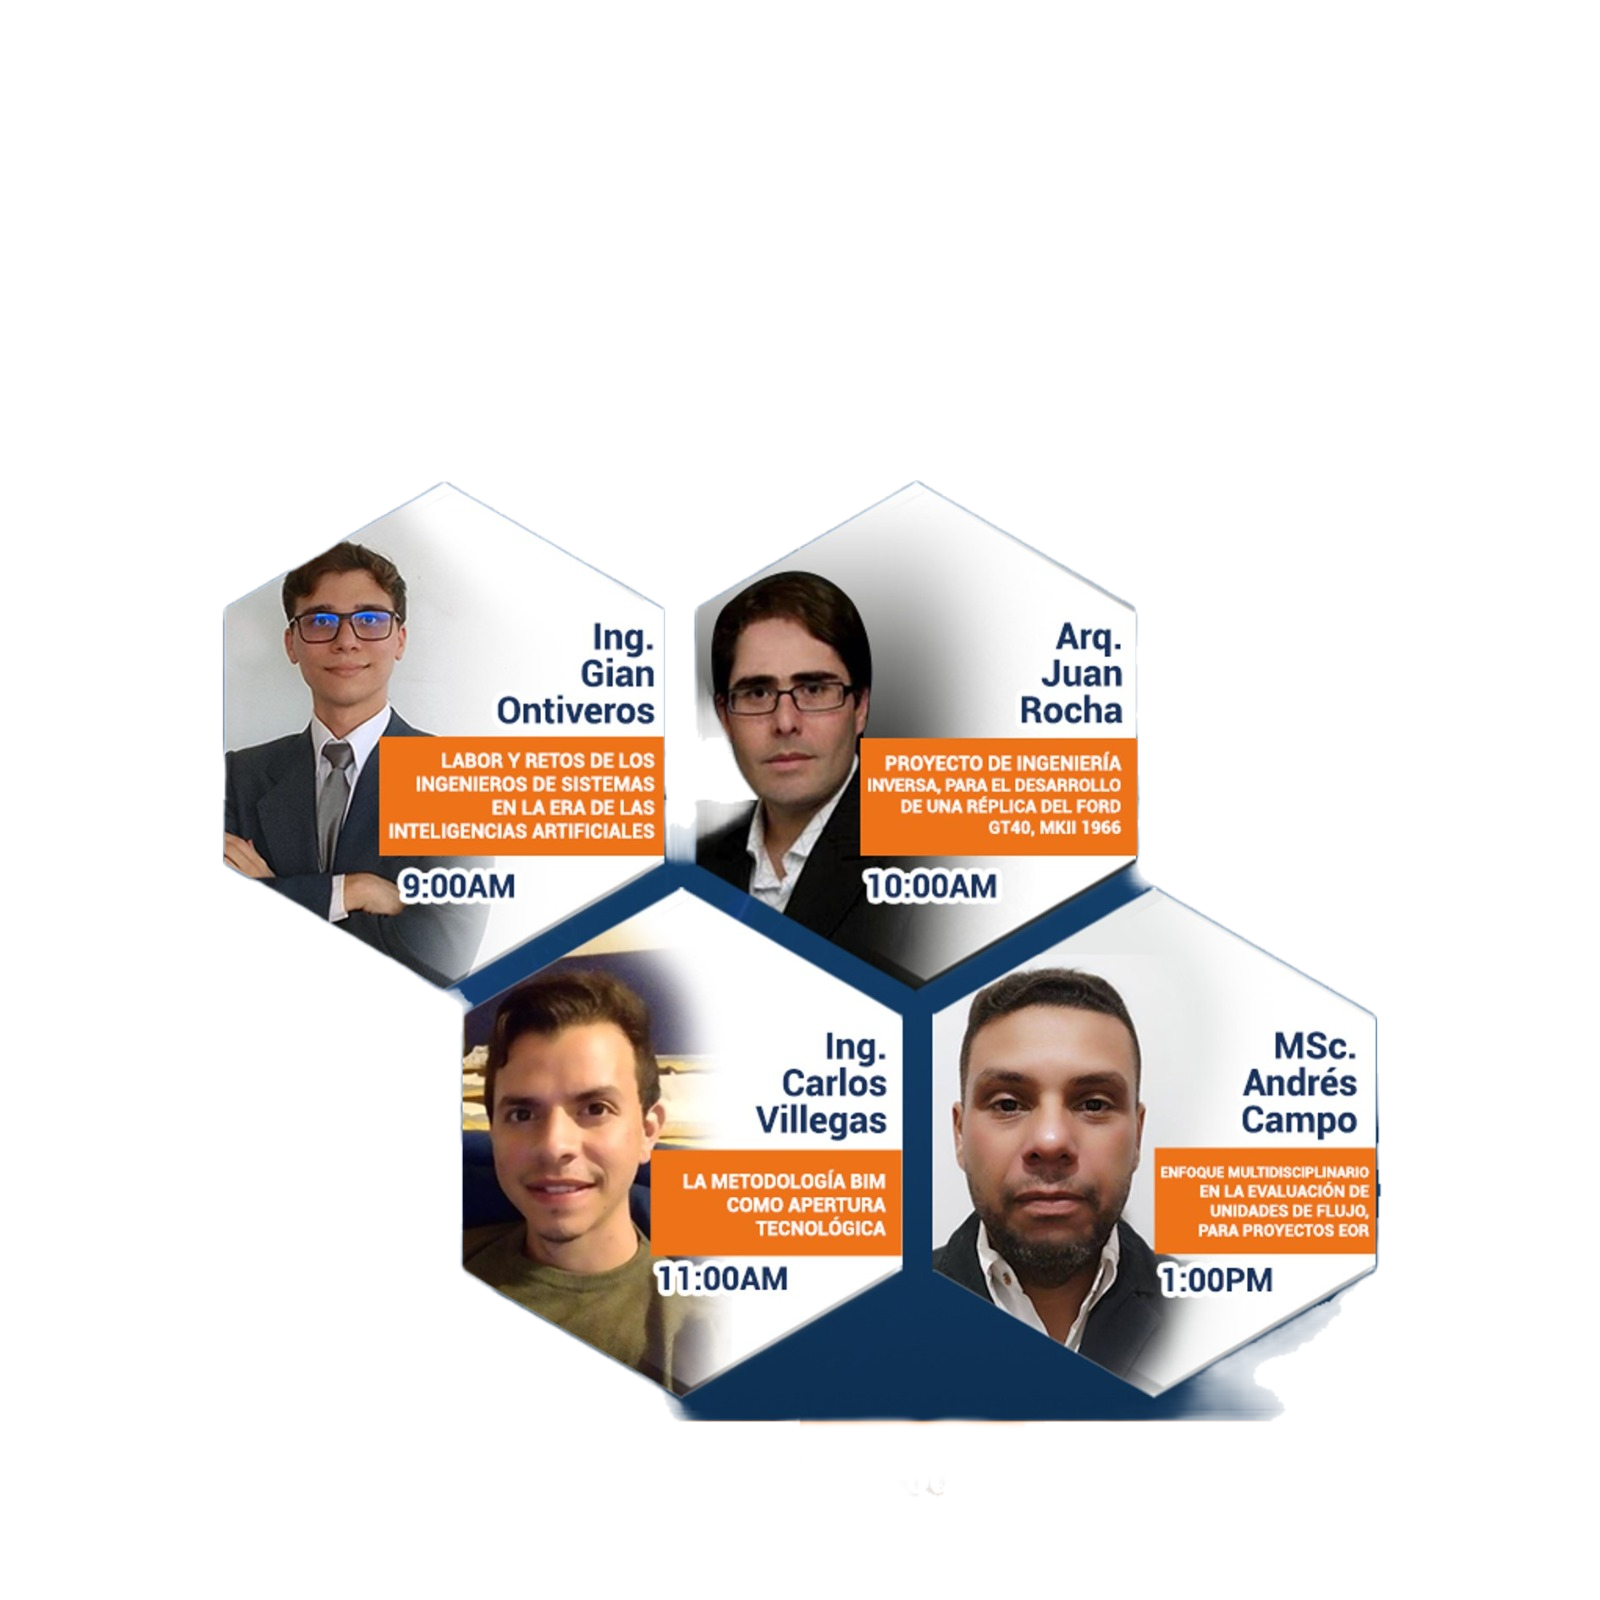 Ing.
Gian
Ontiveros
LABOR Y RETOS DE LOS
INGENIEROS DE SISTEMAS
EN LA ERA DE LAS
INTELIGENCIAS ARTIFICIALES
9:00AM
Arq.
Juan
Rocha
PROYECTO DE INGENIERÍA
INVERSA, PARA EL DESARROLLO
DE UNA RÉPLICA DEL FORD
GT40, MKII 1966
10:00AM
Ing.
Carlos
Villegas
LA METODOLOGÍA BIM
COMO APERTURA
TECNOLÓGICA
11:00AM
MSc.
Andrés
Campo
ENFOQUE MULTIDISCIPLINARIO
EN LA EVALUACIÓN DE
UNIDADES DE FLUJO,
PARA PROYECTOS EOR
1:00PM